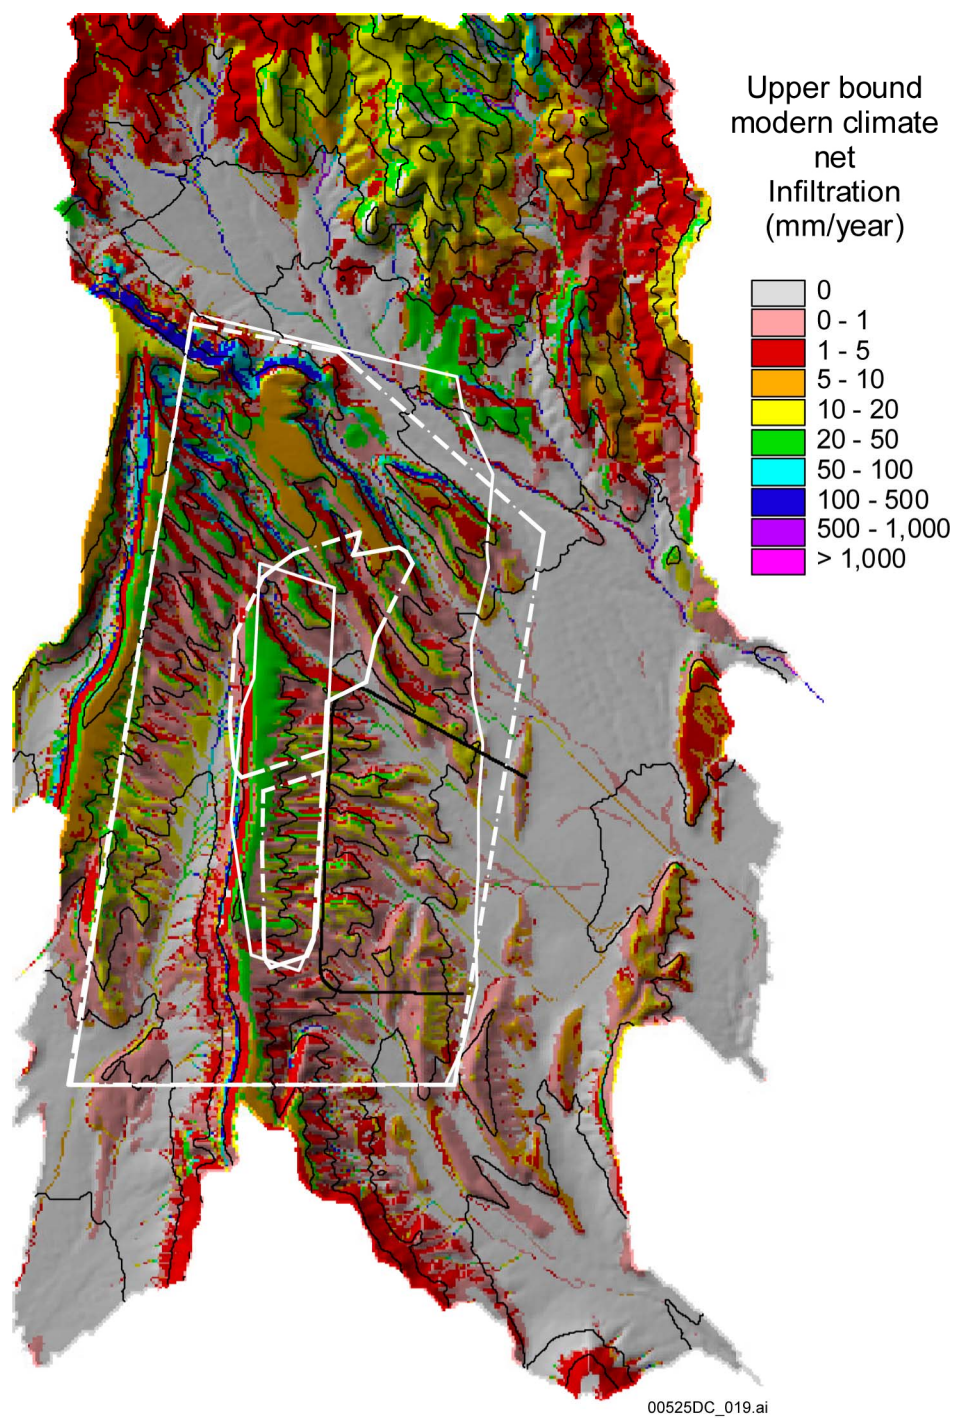 Upper bound
modern climate
net
Infiltration
(mm/year)
0
0 - 1
1 - 5
5 - 10
10 - 20
20 - 50
50 - 100
100 - 500
500 - 1,000
> 1,000
00525DC_019.ai